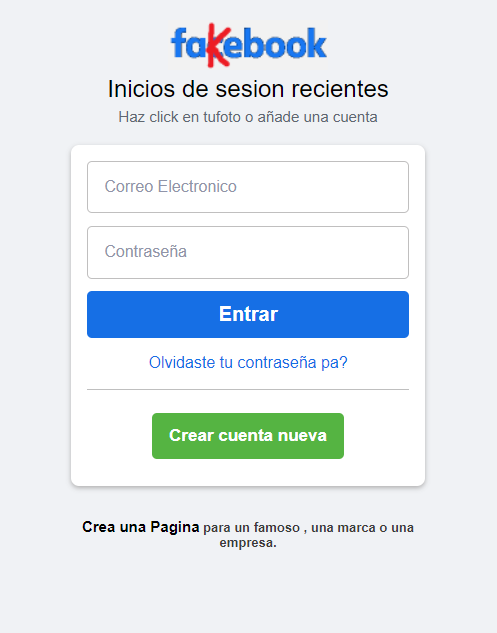 faKebook
Inicios de sesion recientes
Haz click en tufoto o añade una cuenta
Correo Electronico
Contraseña
Entrar
Olvidaste tu contraseña pa?
Crear cuenta nueva
Crea una Pagina para un famoso , una marca o una
empresa.